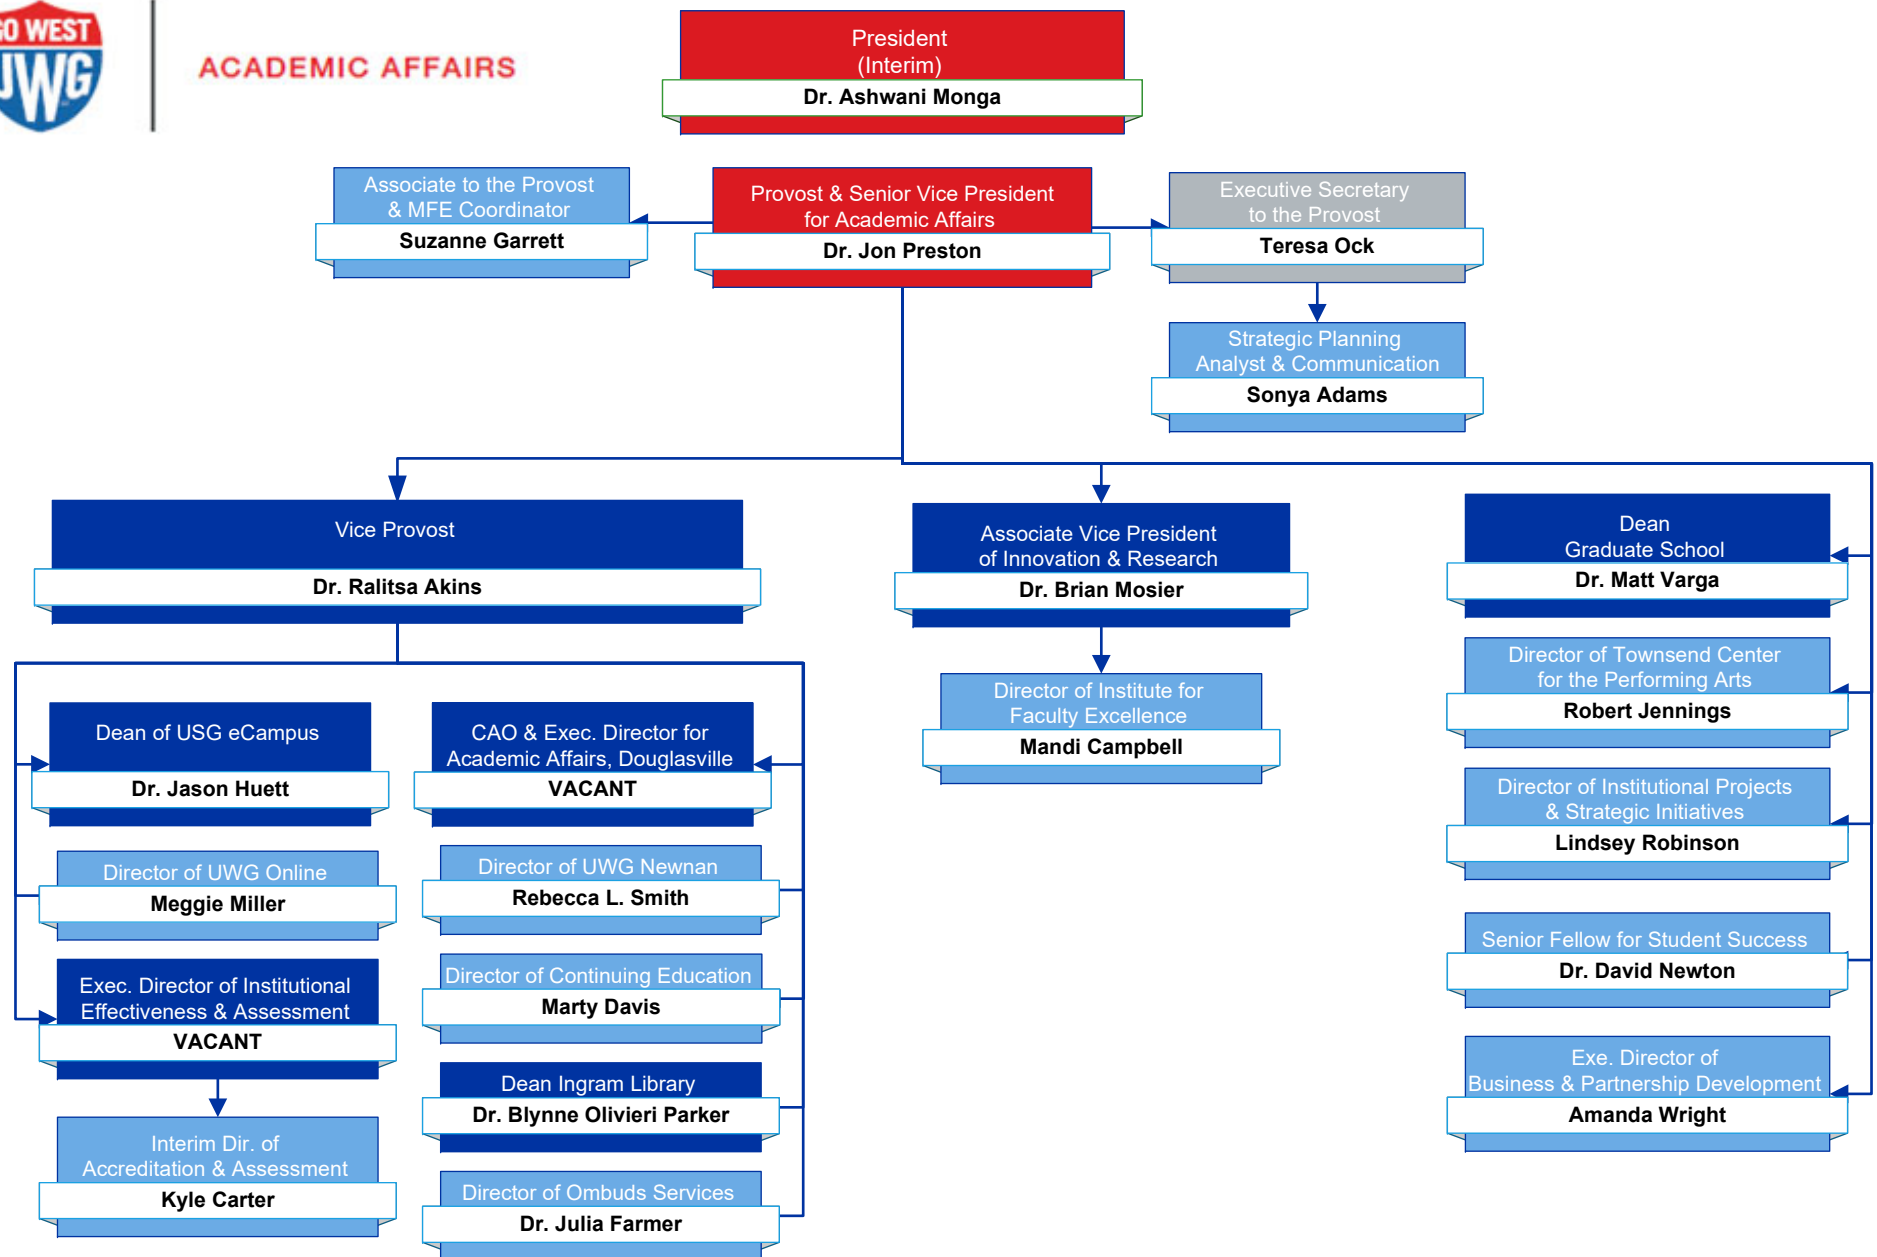 GO WEST
UWG
ACADEMIC AFFAIRS
President
(Interim)
Dr. Ashwani Monga
Associate to the Provost
& MFE Coordinator
Suzanne Garrett
Provost & Senior Vice President
for Academic Affairs
Dr. Jon Preston
Executive Secretary
to the Provost
Teresa Ock
Strategic Planning
Analyst & Communication
Sonya Adams
Vice Provost
Dr. Ralitsa Akins
Associate Vice President
of Innovation & Research
Dr. Brian Mosier
Dean
Graduate School
Dr. Matt Varga
Director of Institute for
Faculty Excellence
Mandi Campbell
Director of Townsend Center
for the Performing Arts
Robert Jennings
Director of Institutional Projects
& Strategic Initiatives
Lindsey Robinson
Senior Fellow for Student Success
Dr. David Newton
Exe. Director of
Business & Partnership Development
Amanda Wright
Dean of USG eCampus
Dr. Jason Huett
Director of UWG Online
Meggie Miller
Exec. Director of Institutional
Effectiveness & Assessment
VACANT
Interim Dir. of
Accreditation & Assessment
Kyle Carter
CAO & Exec. Director for
Academic Affairs, Douglasville
VACANT
Director of UWG Newnan
Rebecca L. Smith
Director of Continuing Education
Marty Davis
Dean Ingram Library
Dr. Blynne Olivieri Parker
Director of Ombuds Services
Dr. Julia Farmer